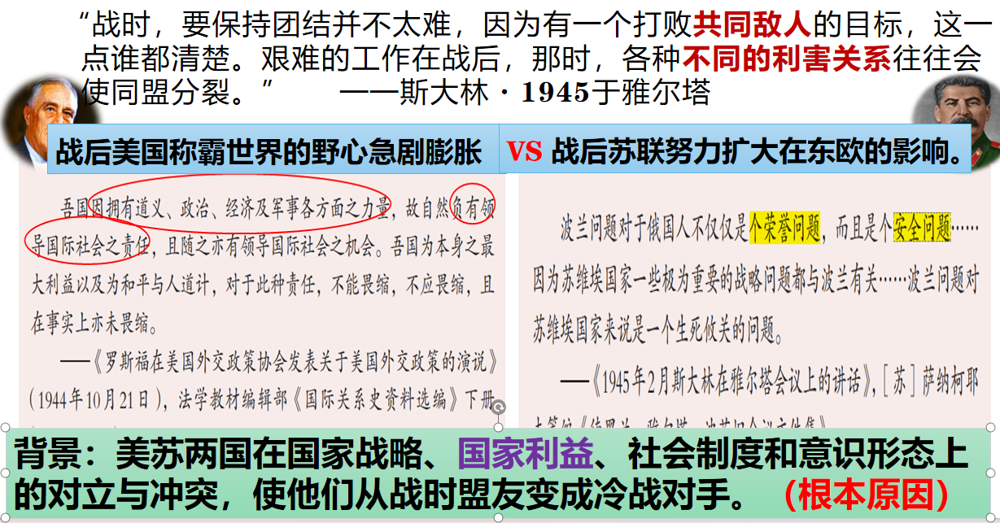 “战时，要保持团结并不太难，因为有一个打败共同敌人的目标，这一
点谁都清楚。艰难的工作在战后，那时，各种不同的利害关系往往会
使同盟分裂。” ——斯大林·1945于雅尔塔
战后美国称霸世界的野心急剧膨胀 VS 战后苏联努力扩大在东欧的影响。
吾国因拥有道义、政治、经济及军事各方面之力量，故自然负有领
导国际社会之责任，且随之亦有领导国际社会之机会。吾国为本身之最
大利益以及为和平与人道计，对于此种责任，不能畏缩，不应畏缩，且
在事实上亦未畏缩。
——《罗斯福在美国外交政策协会发表关于美国外交政策的演说》
（1944年10月21日），法学教材编辑部《国际关系史资料选编》下册
波兰问题对于俄国人不仅仅是个荣誉问题，而且是个安全问题……
因为苏维埃国家一些极为重要的战略问题都与波兰有关……波兰问题对
苏维埃国家来说是一个生死攸关的问题。
——《1945年2月斯大林在雅尔塔会议上的讲话》，［苏］萨纳柯耶
背景：美苏两国在国家战略、国家利益、社会制度和意识形态上
的对立与冲突，使他们从战时盟友变成冷战对手。（根本原因）